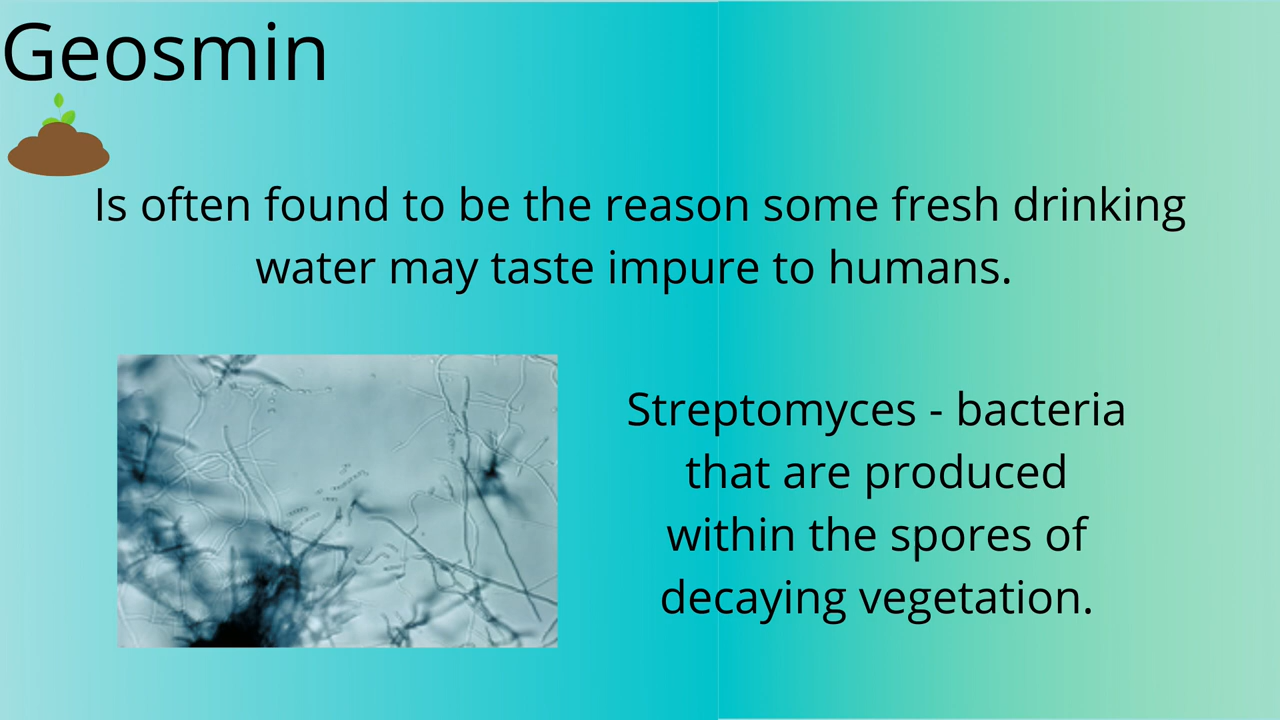 Geosmin
Is often found to be the reason some fresh drinking
water may taste impure to humans.
Streptomyces - bacteria
that are produced
within the spores of
decaying vegetation.